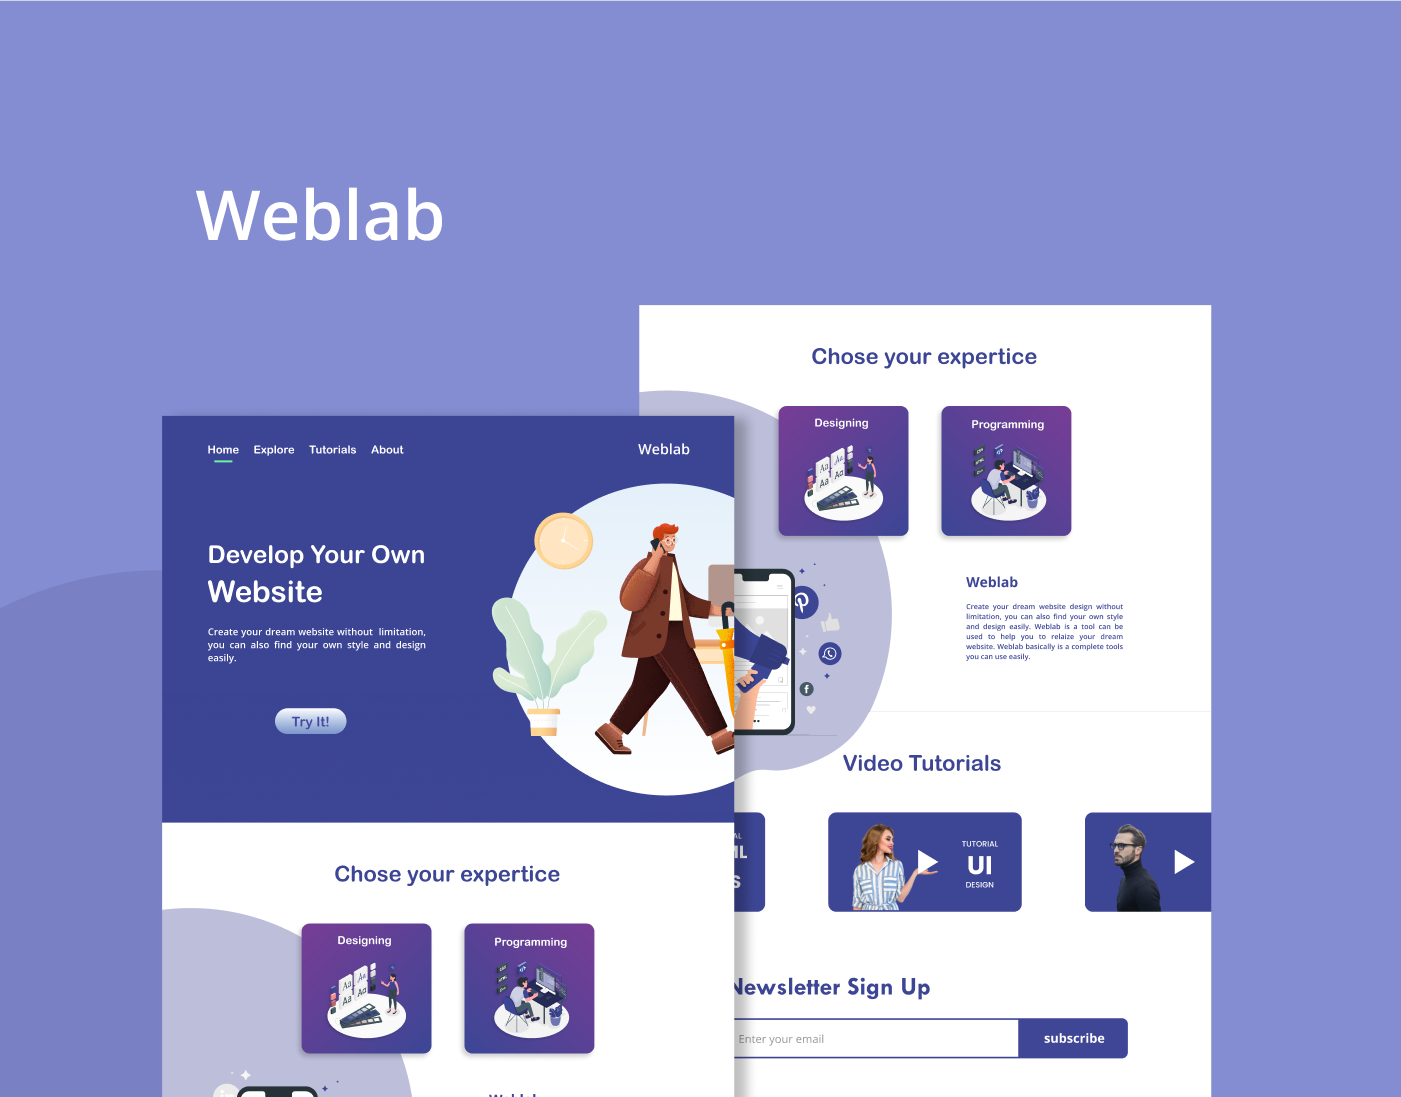 Weblab
Home Explore Tutorials About
Weblab
Develop Your Own
Website
Create your dream website without limitation,
you can also find your own style and design
easily.
Try It!
Chose your expertice
Designing
Programming
Chose your expertice
Designing
Programming
Weblab
Create your dream website design without
limitation, you can also find your own style
and design easily. Weblab is a tool can be
used to help you to relaize your dream
website. Weblab basically is a complete tools
you can use easily.
Video Tutorials
TUTORIAL
UI
DESIGN
Newsletter Sign Up
Enter your email
subscribe